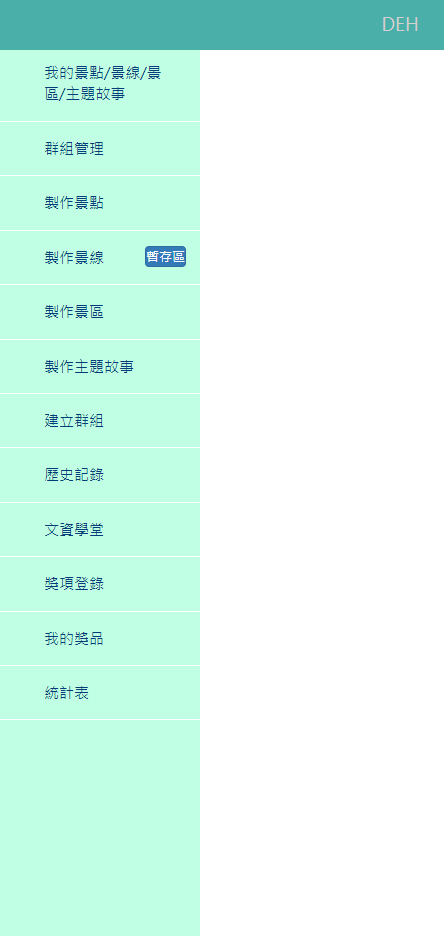 DEH
我的景點/景線/景
區/主題故事
群組管理
製作景點
製作景線 暫存區
製作景區
製作主題故事
建立群組
歷史記錄
文資學堂
獎項登錄
我的獎品
統計表